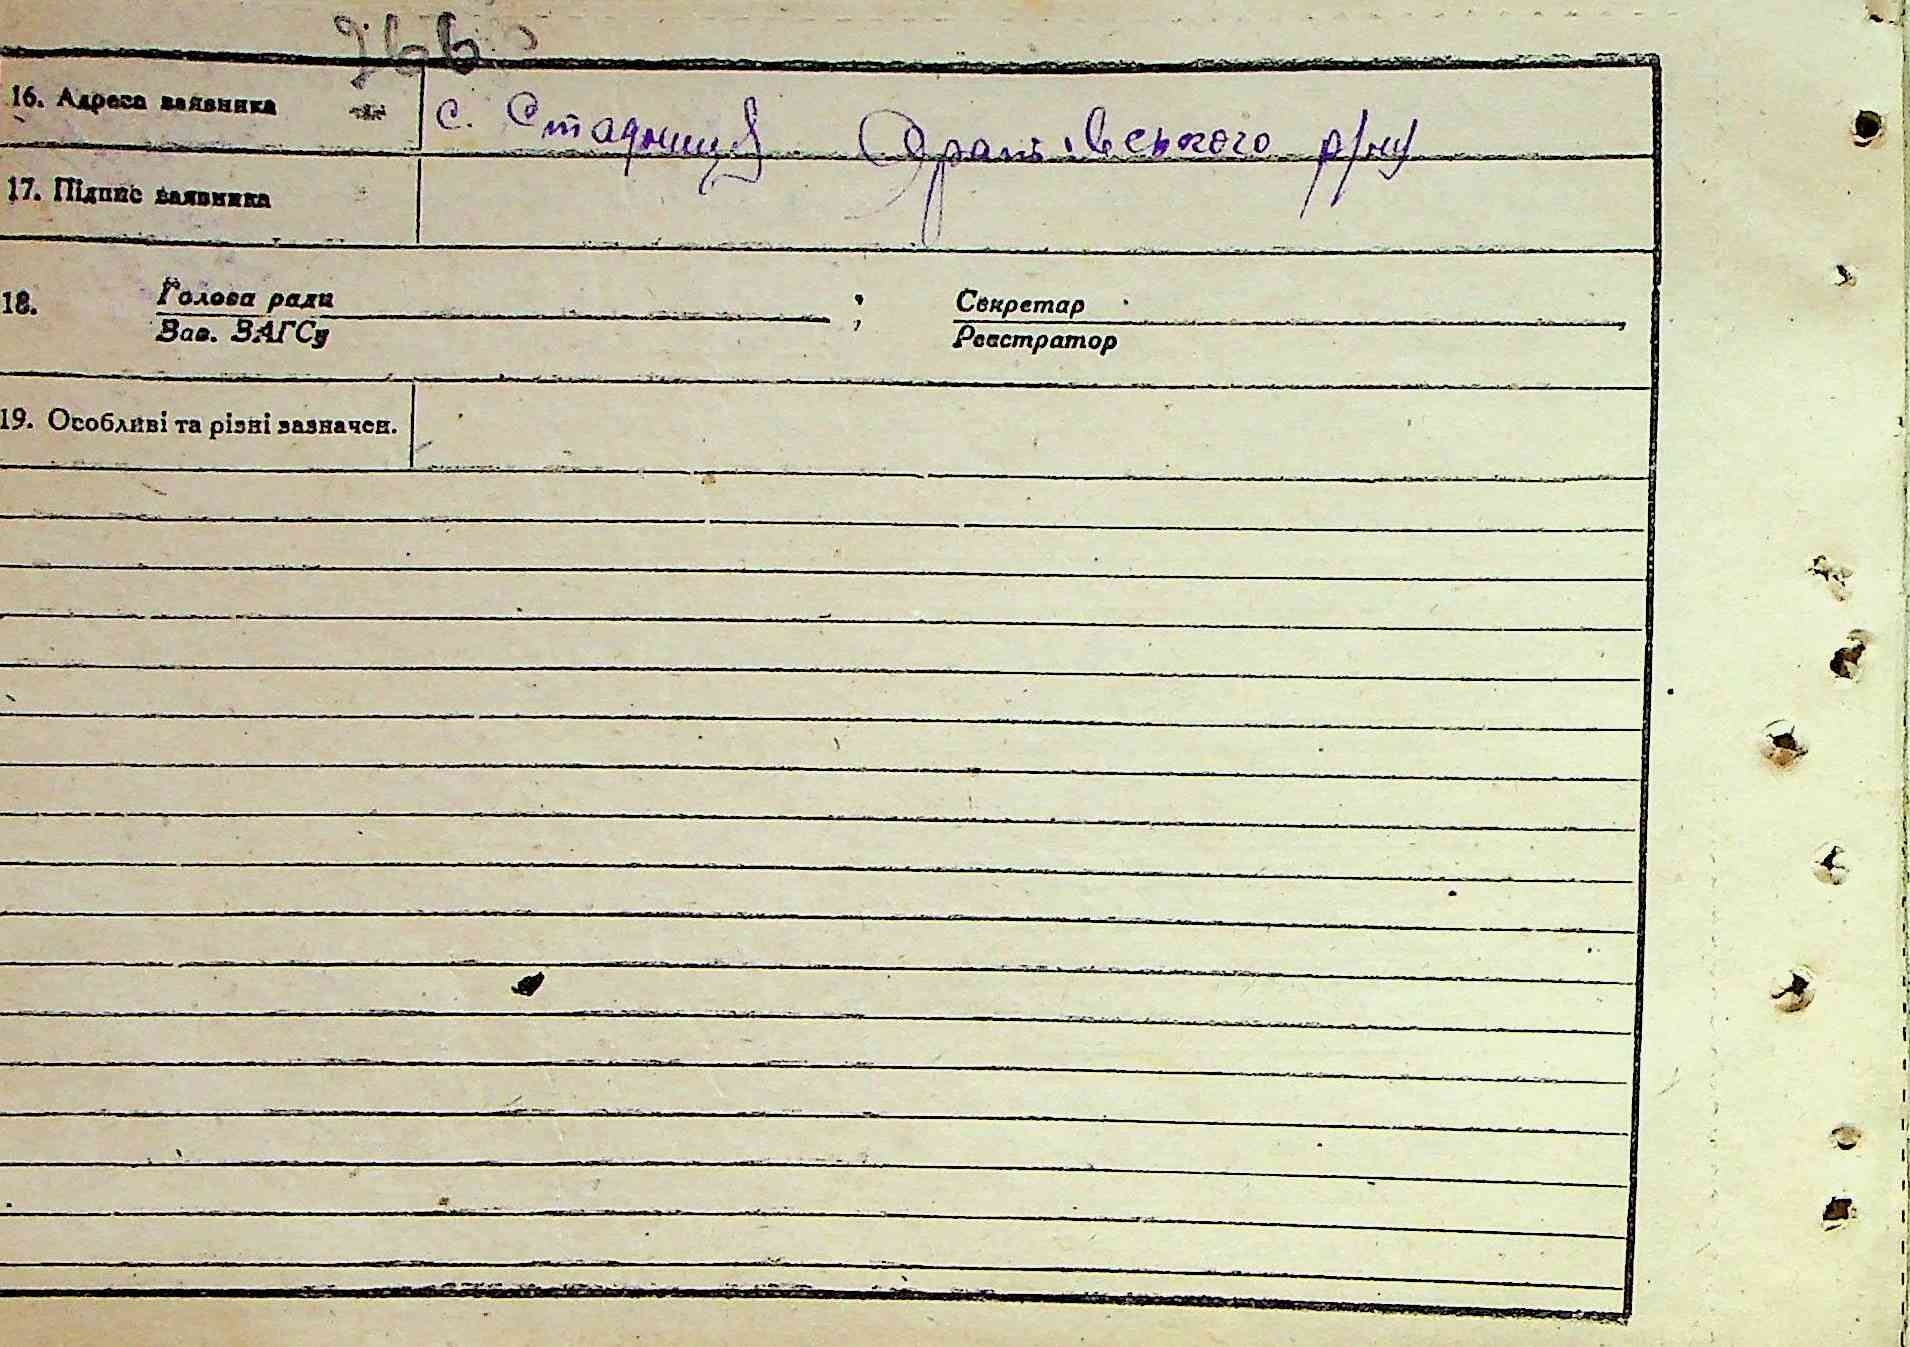 266
16. Адреса заявника с. Стадниця р/ну
17. Підпис заявника
18. Голова ради ; Секретар ,
Зав. ЗАГСу Реєстратор
19. Особливі та різні зазначен.